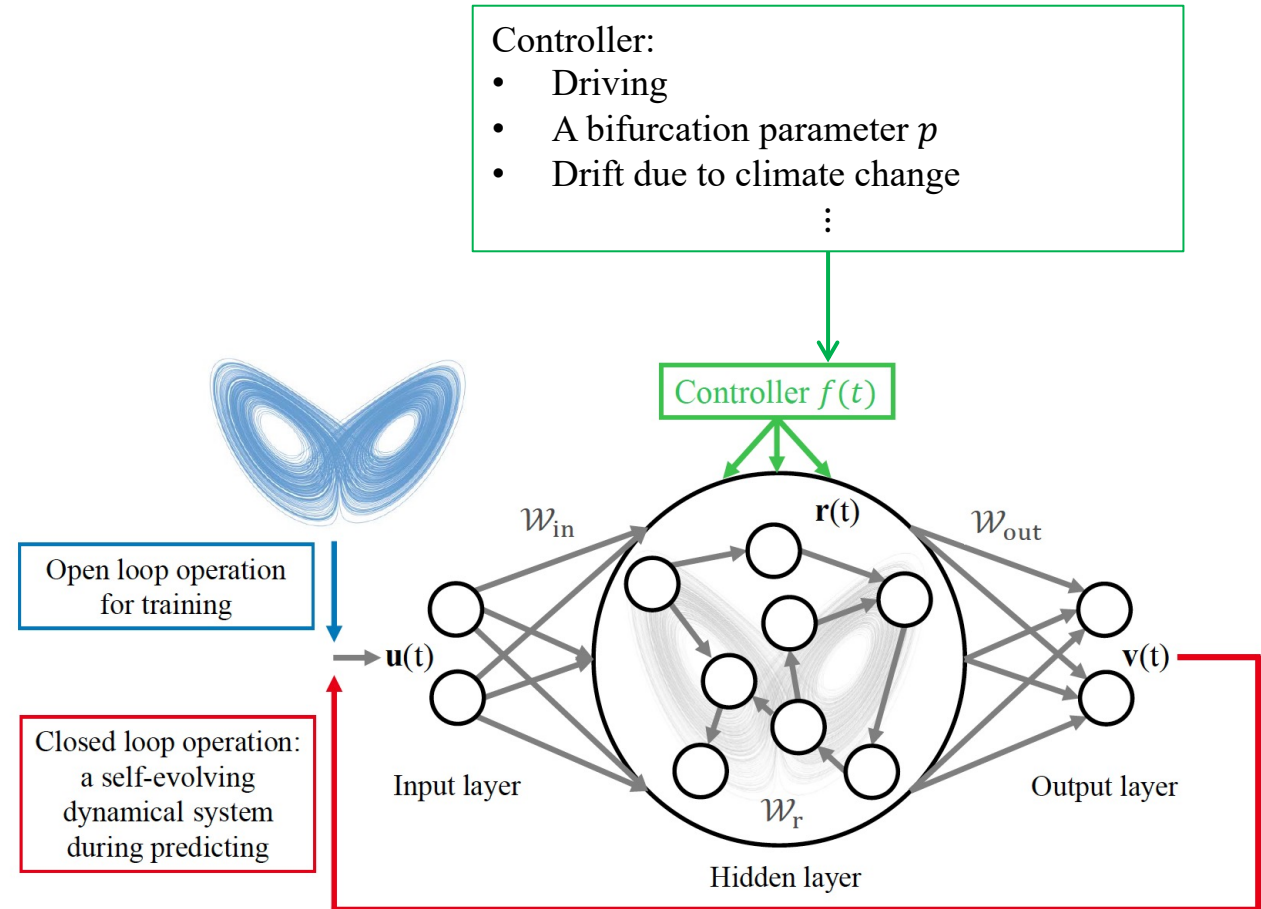 Controller:
• Driving
• A bifurcation parameter p
• Drift due to climate change
⋮
Controller f(t)
r(t)
𝒲in
𝒲out
Open loop operation
for training
u(t)
v(t)
Closed loop operation:
a self-evolving
dynamical system
during predicting
Input layer
𝒲r
Output layer
Hidden layer